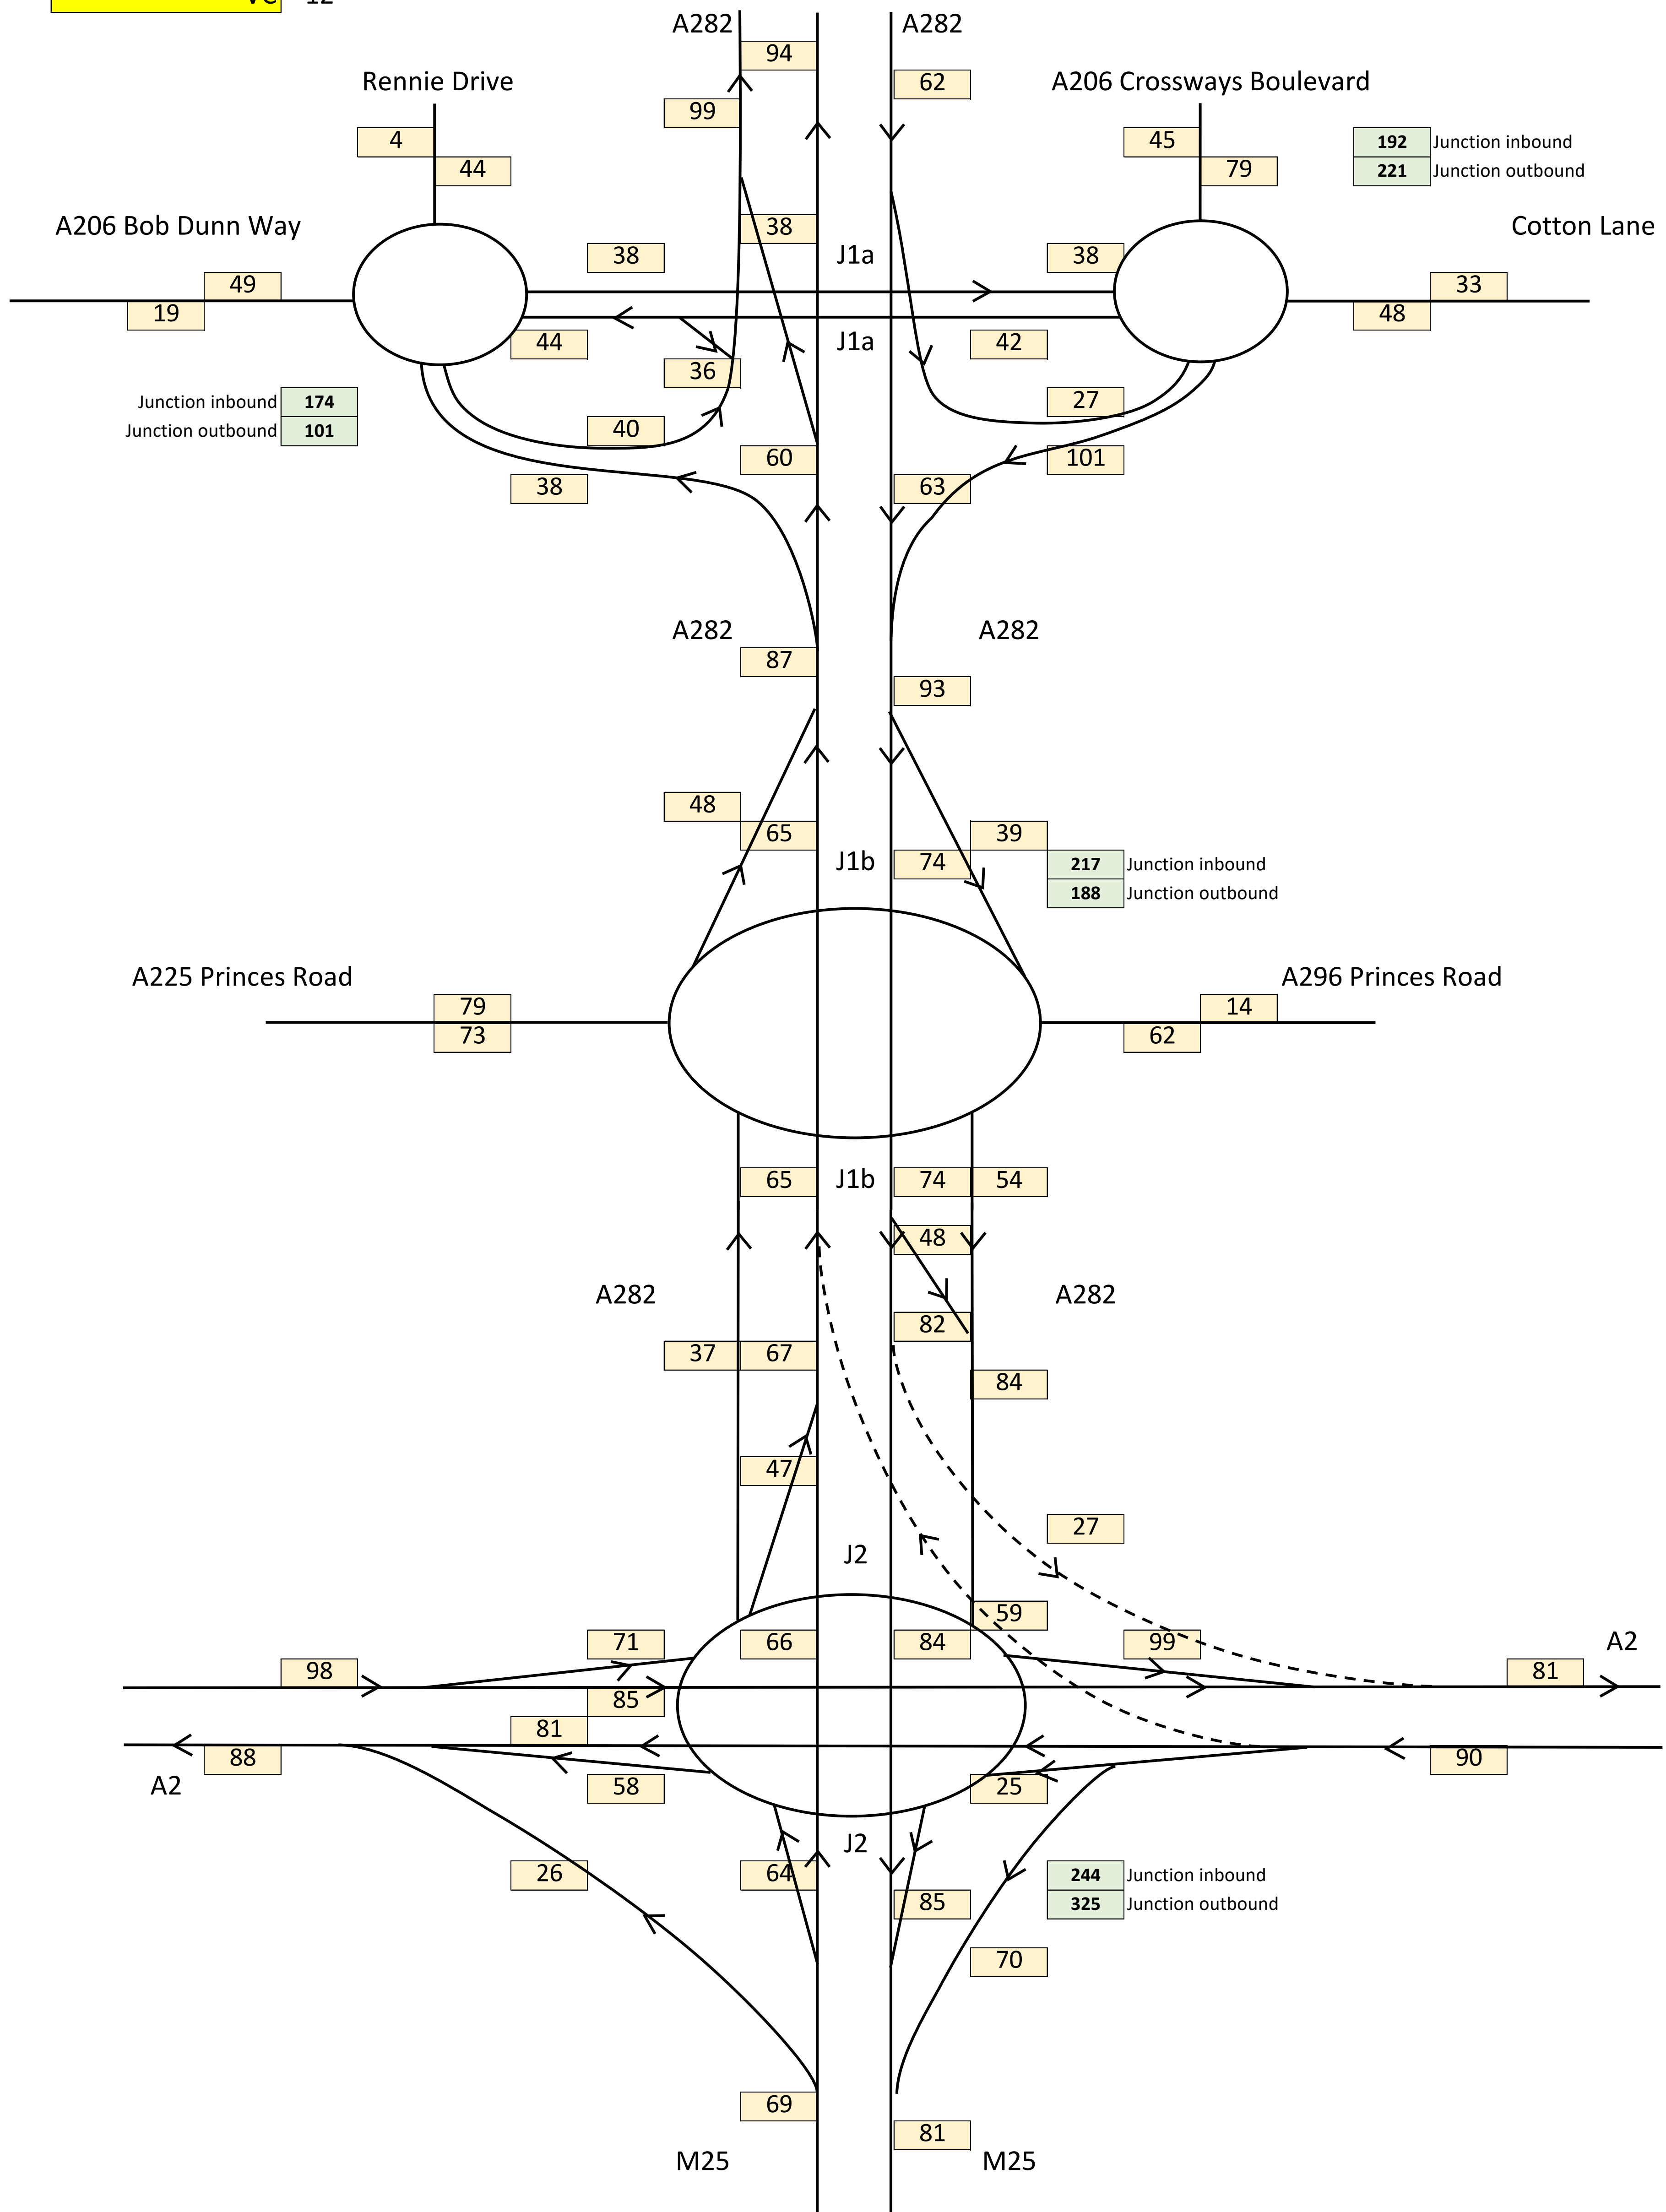 A282
A282
94
62
Rennie Drive
A206 Crossways Boulevard
99
4
45
192 Junction inbound
44
79
221 Junction outbound
A206 Bob Dunn Way
38
Cotton Lane
38
J1a
38
49
33
19
48
44
J1a
42
36
Junction inbound 174
27
Junction outbound 101
40
60
101
38
63
A282
A282
87
93
48
65
39
J1b
74
217 Junction inbound
188 Junction outbound
A225 Princes Road
A296 Princes Road
79
14
73
62
65
J1b
74
54
48
A282
A282
82
37
67
84
47
27
J2
59
71
66
84
99
A2
98
81
85
81
88
90
A2
58
25
J2
26
64
244 Junction inbound
85
325 Junction outbound
70
69
81
M25
M25